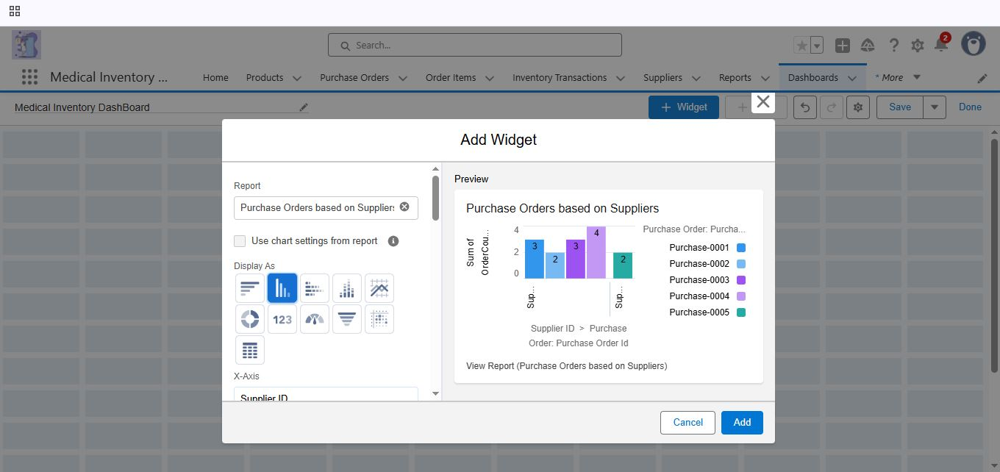 Search...
2
Medical Inventory ...
Home
Products
Purchase Orders
Order Items
Inventory Transactions
Suppliers
Reports
Dashboards
* More
Medical Inventory DashBoard
+ Widget
+
Save
Done
Add Widget
Report
Purchase Orders based on Suppliers
Use chart settings from report
Display As
123
X-Axis
Supplier ID
Preview
Purchase Orders based on Suppliers
Sum of
OrderCou...
4
2
0
3
2
3
4
2
Sup...
Sup...
Supplier ID > Purchase
Order: Purchase Order Id
Purchase Order: Purcha...
Purchase-0001
Purchase-0002
Purchase-0003
Purchase-0004
Purchase-0005
View Report (Purchase Orders based on Suppliers)
Cancel
Add